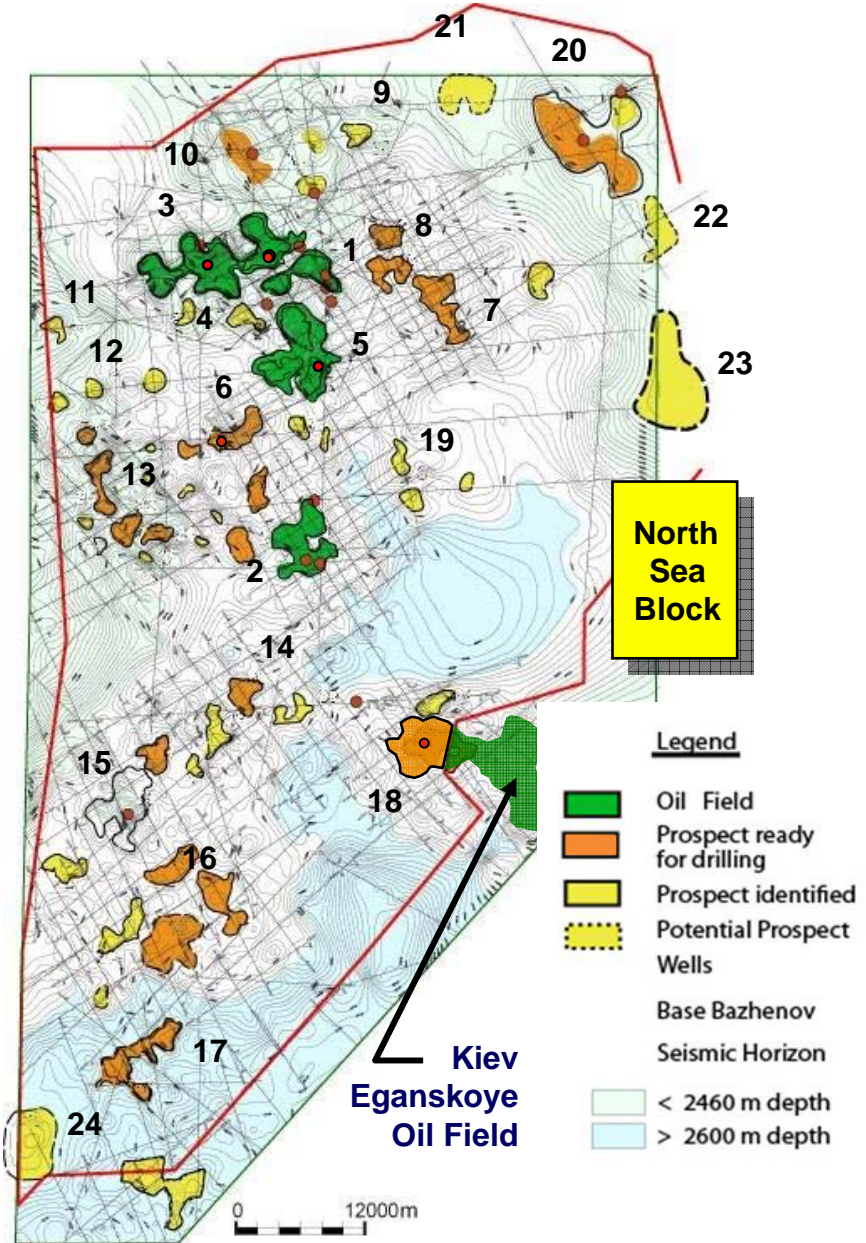 21
20
9
10
3
8
22
1
11
4
7
5
12
23
6
19
13
North
Sea
Block
2
14
15
18
16
17
24
Kiev
Eganskoye
Oil Field
0 12000m
Legend
Oil Field
Prospect ready
for drilling
Prospect identified
Potential Prospect
Wells
Base Bazhenov
Seismic Horizon
< 2460 m depth
> 2600 m depth